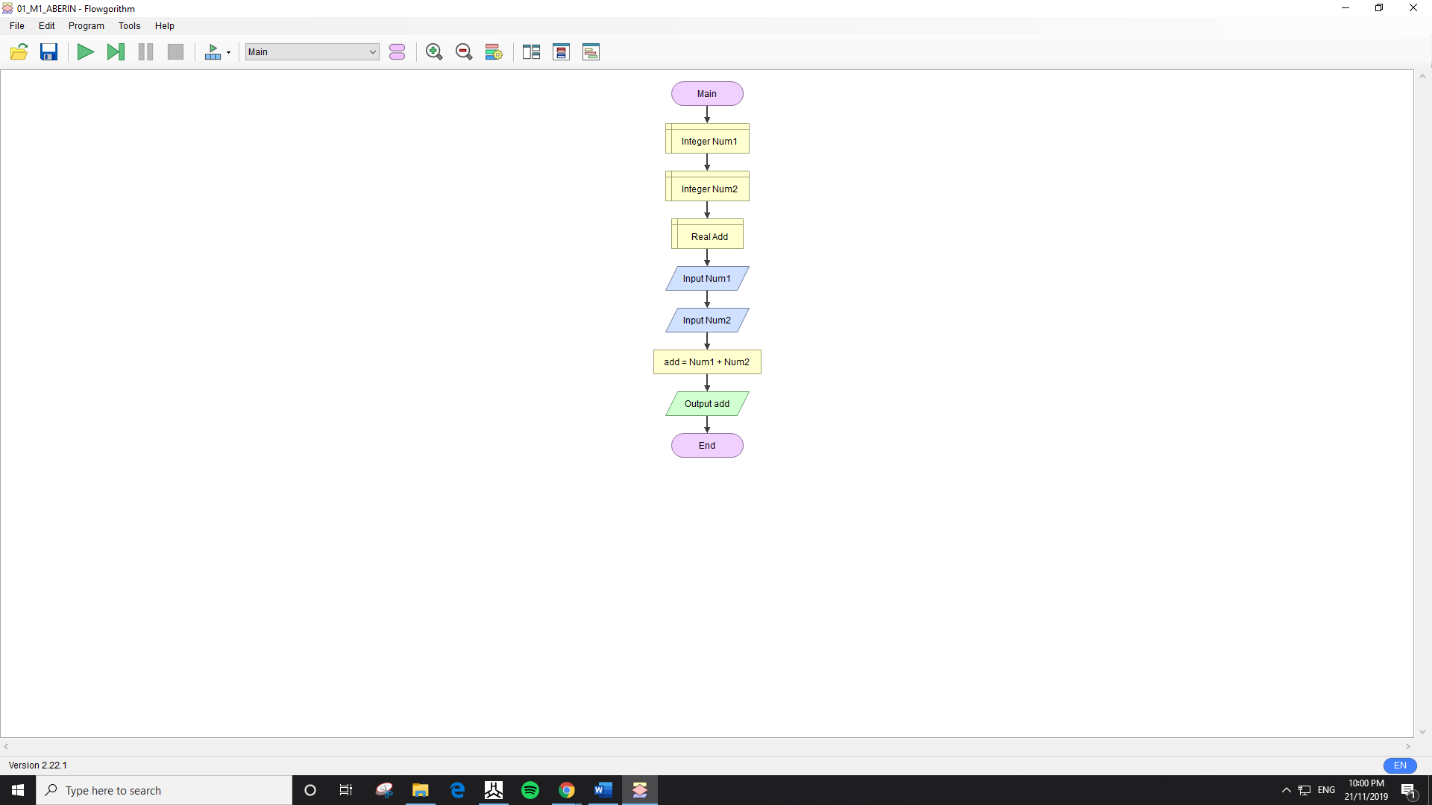 01_M1_ABERIN - Flowgorithm
File Edit Program Tools Help
Main
Main
Integer Num1
Integer Num2
Real Add
Input Num1
Input Num2
add = Num1 + Num2
Output add
End
Version 2.22.1
EN
Type here to search
ENG
10:00 PM
21/11/2019
1